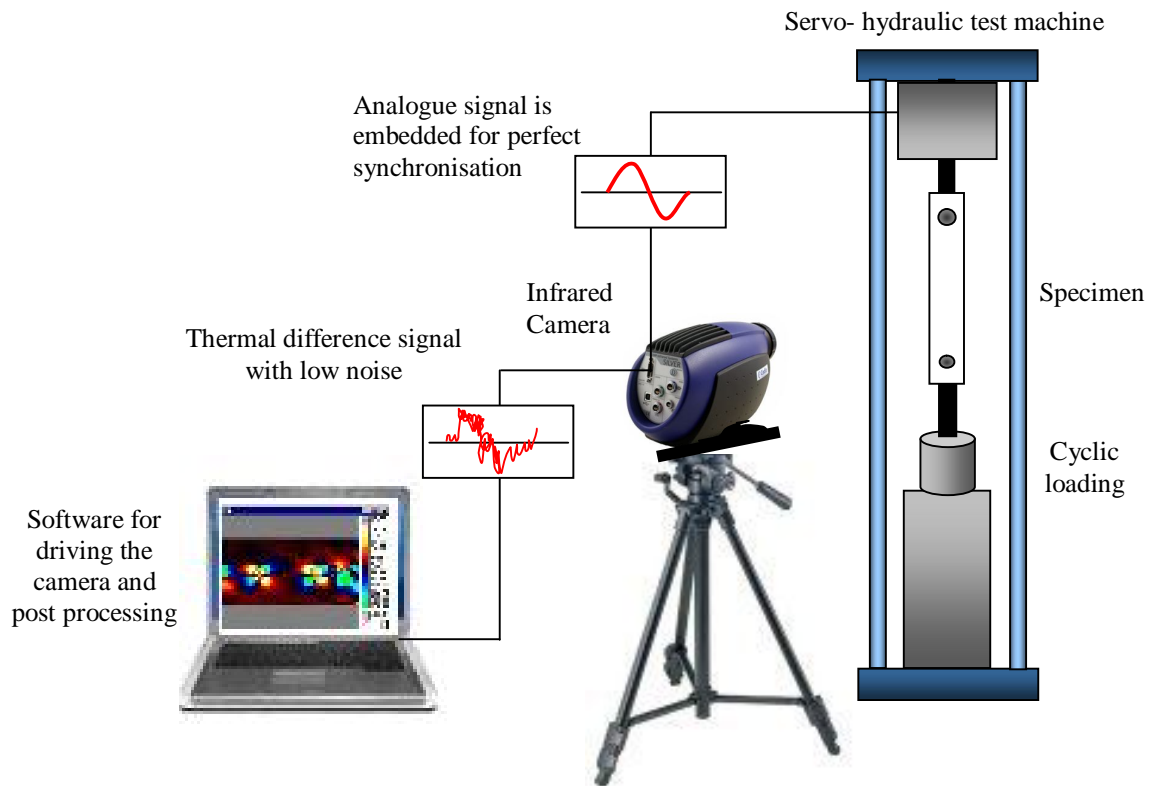 Servo- hydraulic test machine
Analogue signal is
embedded for perfect
synchronisation
Infrared
Camera
Specimen
Thermal difference signal
with low noise
Cyclic
loading
Software for
driving the
camera and
post processing
SILVER